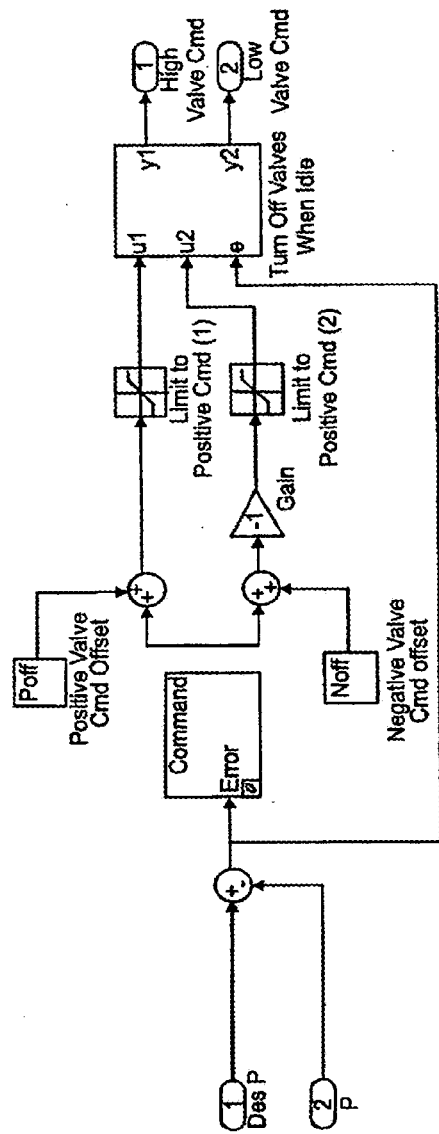 1
Des P
2
P
+
-
Command
Error
Poff
Positive Valve
Cmd Offset
Noff
Negative Valve
Cmd offset
+
+
+
+
-1
Gain
Limit to
Positive Cmd (1)
Limit to
Positive Cmd (2)
u1
u2
e
y1
y2
Turn Off Valves
When Idle
1
High
Valve Cmd
2
Low
Valve Cmd